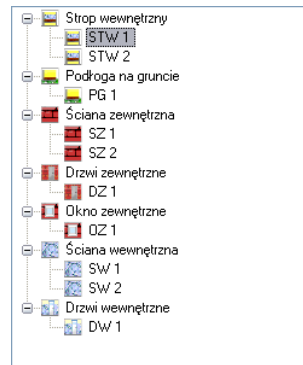 Strop wewnętrzny
STW 1
STW 2
Podłoga na gruncie
PG 1
Ściana zewnętrzna
SZ 1
SZ 2
Drzwi zewnętrzne
DZ 1
Okno zewnętrzne
OZ 1
Ściana wewnętrzna
SW 1
SW 2
Drzwi wewnętrzne
DW 1